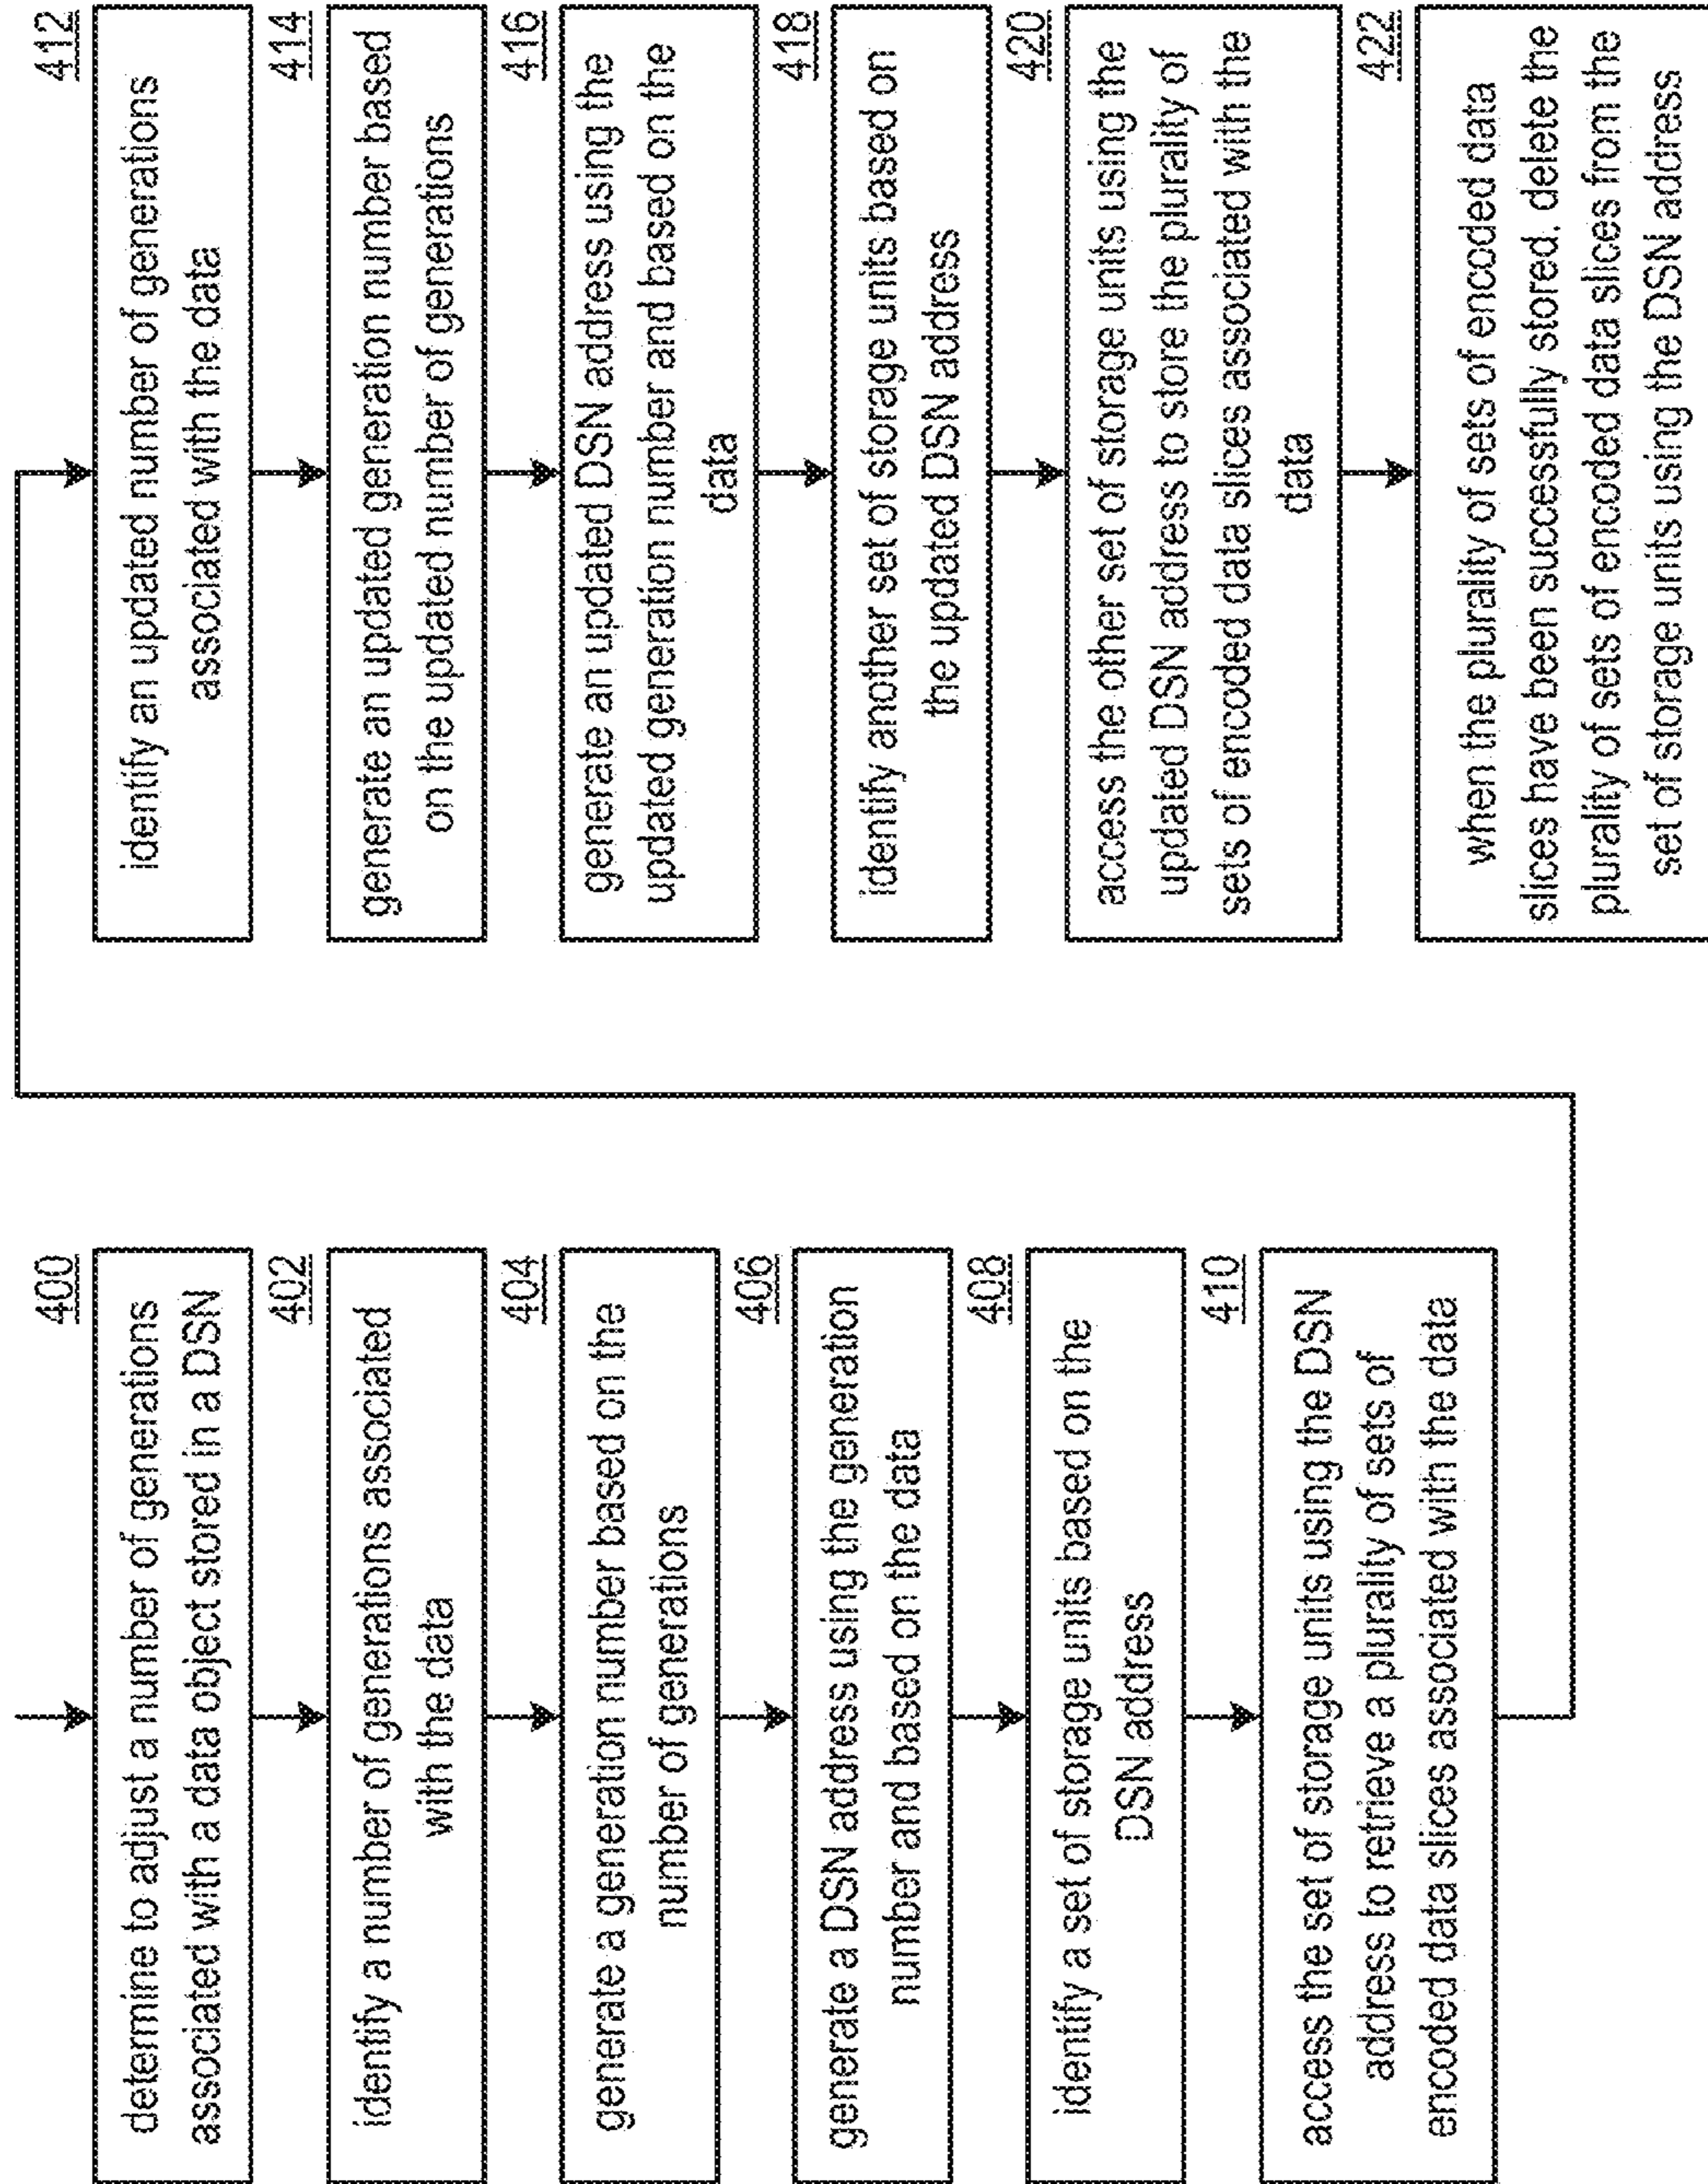 400
determine to adjust a number of generations
associated with a data object stored in a DSN
402
identify a number of generations associated
with the data
404
generate a generation number based on the
number of generations
406
generate a DSN address using the generation
number and based on the data
408
identify a set of storage units based on the
DSN address
410
access the set of storage units using the DSN
address to retrieve a plurality of sets of
encoded data slices associated with the data
412
identify an updated number of generations
associated with the data
414
generate an updated generation number based
on the updated number of generations
416
generate an updated DSN address using the
updated generation number and based on the
data
418
identify another set of storage units based on
the updated DSN address
420
access the other set of storage units using the
updated DSN address to store the plurality of
sets of encoded data slices associated with the
data
422
when the plurality of sets of encoded data
slices have been successfully stored, delete the
plurality of sets of encoded data slices from the
set of storage units using the DSN address